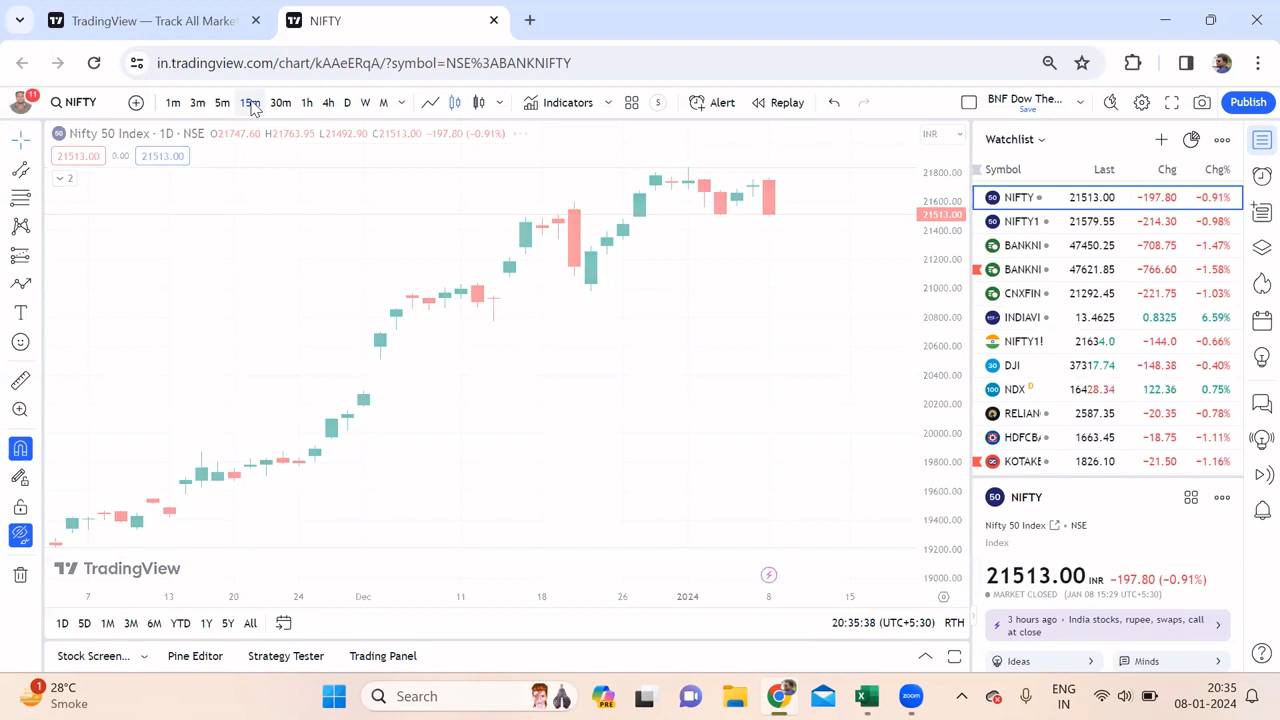 TradingView — Track All Marke
NIFTY
in.tradingview.com/chart/kAAeERqA/?symbol=NSE%3ABANKNIFTY
11
NIFTY
1m 3m 5m 15m 30m 1h 4h D W M
Indicators
S
Alert
Replay
BNF Dow The...
Save
Publish
Nifty 50 Index · 1D · NSE O21747.60 H21763.95 L21492.90 C21513.00 −197.80 (−0.91%)
21513.00 0.00 21513.00
2
INR
21800.00
21600.00
21513.00
21400.00
21200.00
21000.00
20800.00
20600.00
20400.00
20200.00
20000.00
19800.00
19600.00
19400.00
19200.00
19000.00
TradingView
7 13 20 24 Dec 11 18 26 2024 8 15
1D 5D 1M 3M 6M YTD 1Y 5Y All
20:35:38 (UTC+5:30) RTH
Stock Screen... Pine Editor Strategy Tester Trading Panel
Watchlist
Symbol Last Chg Chg%
50 NIFTY 21513.00 −197.80 −0.91%
50 NIFTY1 21579.55 −214.30 −0.98%
BANKNI 47450.25 −708.75 −1.47%
BANKNI 47621.85 −766.60 −1.58%
CNXFIN 21292.45 −221.75 −1.03%
INDIAVI 13.4625 0.8325 6.59%
NIFTY1! 21634.0 −144.0 −0.66%
30 DJI 37317.74 −148.38 −0.40%
100 NDX D 16428.34 122.36 0.75%
RELIAN 2587.35 −20.35 −0.78%
HDFCBA 1663.45 −18.75 −1.11%
KOTAKE 1826.10 −21.50 −1.16%
50 NIFTY
Nifty 50 Index • NSE
Index
21513.00 INR −197.80 (−0.91%)
MARKET CLOSED (JAN 08 15:29 UTC+5:30)
3 hours ago · India stocks, rupee, swaps, call
at close
Ideas
Minds
1
28°C
Smoke
Search
PRE
zoom
ENG
IN
20:35
08-01-2024